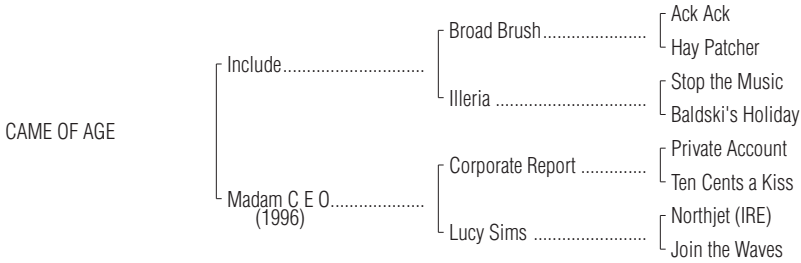 Ack Ack
Broad Brush......................
Hay Patcher
Include............................
Stop the Music
Illeria ................................
Baldski's Holiday
CAME OF AGE
Private Account
Corporate Report ..............
Ten Cents a Kiss
Madam C E O....................
(1996)
Northjet (IRE)
Lucy Sims ........................
Join the Waves